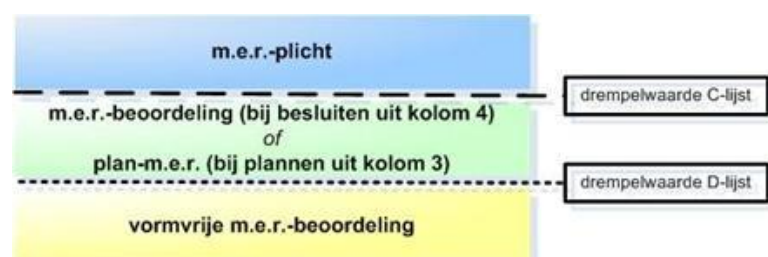 m.e.r.-plicht
drempelwaarde C-lijst
m.e.r.-beoordeling (bij besluiten uit kolom 4)
of
plan-m.e.r. (bij plannen uit kolom 3)
drempelwaarde D-lijst
vormvrije m.e.r.-beoordeling